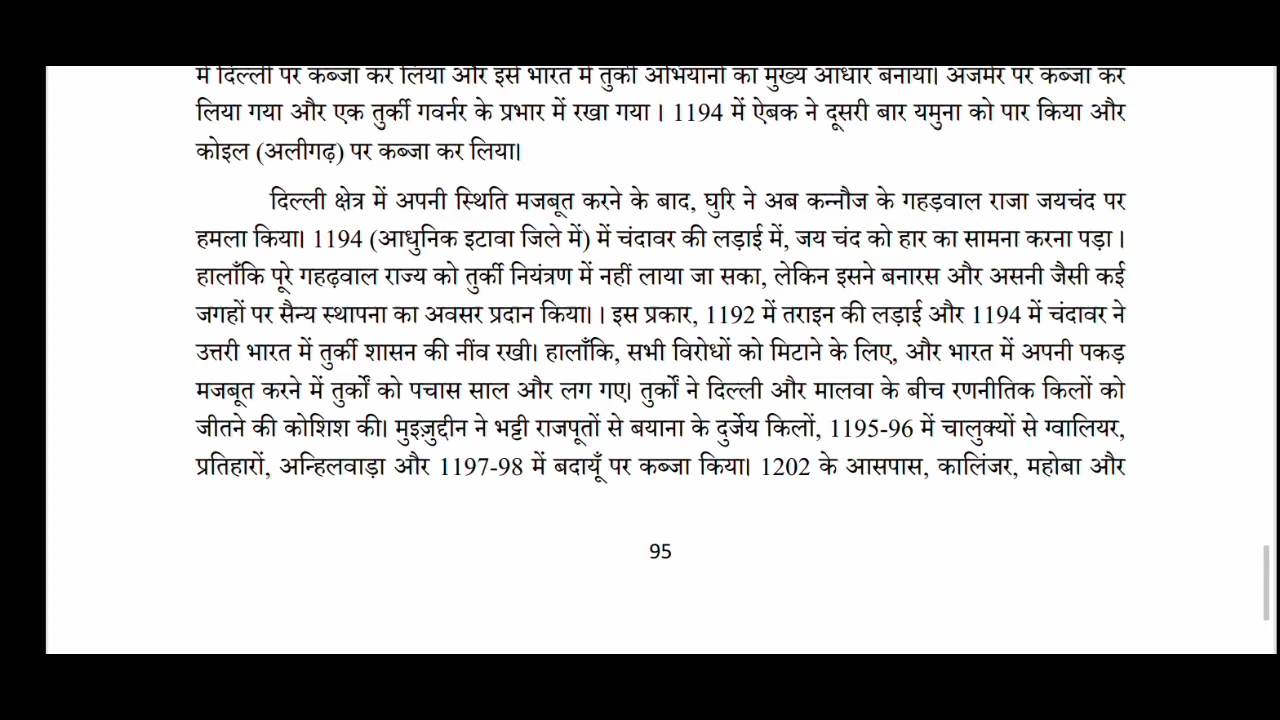 में दिल्ली पर कब्जा कर लिया और इसे भारत में तुर्की अभियानों का मुख्य आधार बनाया। अजमेर पर कब्जा कर
लिया गया और एक तुर्की गवर्नर के प्रभार में रखा गया । 1194 में ऐबक ने दूसरी बार यमुना को पार किया और
कोइल (अलीगढ़) पर कब्जा कर लिया।
दिल्ली क्षेत्र में अपनी स्थिति मजबूत करने के बाद, घुरि ने अब कन्नौज के गहड़वाल राजा जयचंद पर
हमला किया। 1194 (आधुनिक इटावा जिले में) में चंदावर की लड़ाई में, जय चंद को हार का सामना करना पड़ा ।
हालाँकि पूरे गहढ़वाल राज्य को तुर्की नियंत्रण में नहीं लाया जा सका, लेकिन इसने बनारस और असनी जैसी कई
जगहों पर सैन्य स्थापना का अवसर प्रदान किया। । इस प्रकार, 1192 में तराइन की लड़ाई और 1194 में चंदावर ने
उत्तरी भारत में तुर्की शासन की नींव रखी। हालाँकि, सभी विरोधों को मिटाने के लिए, और भारत में अपनी पकड़
मजबूत करने में तुर्कों को पचास साल और लग गए। तुर्कों ने दिल्ली और मालवा के बीच रणनीतिक किलों को
जीतने की कोशिश की। मुइज़ुद्दीन ने भट्टी राजपूतों से बयाना के दुर्जेय किलों, 1195-96 में चालुक्यों से ग्वालियर,
प्रतिहारों, अन्हिलवाड़ा और 1197-98 में बदायूँ पर कब्जा किया। 1202 के आसपास, कालिंजर, महोबा और
95